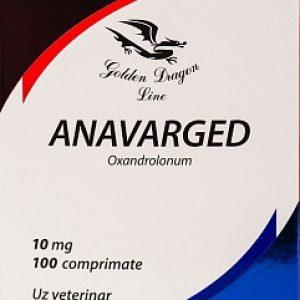 Golden Dragon
Line
ANAVARGED
Oxandrolonum
10 mg
100 comprimate
Uz veterinar